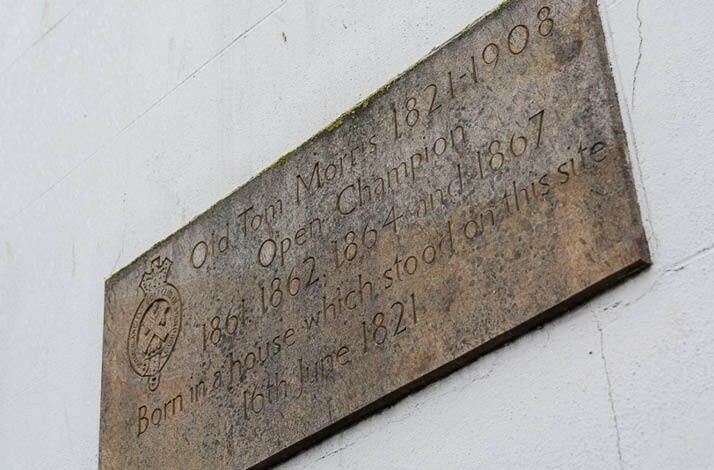 Old Tom Morris 1821-1908
Open Champion
1861, 1862, 1864 and 1867
Born in a house which stood on this site
16th June 1821